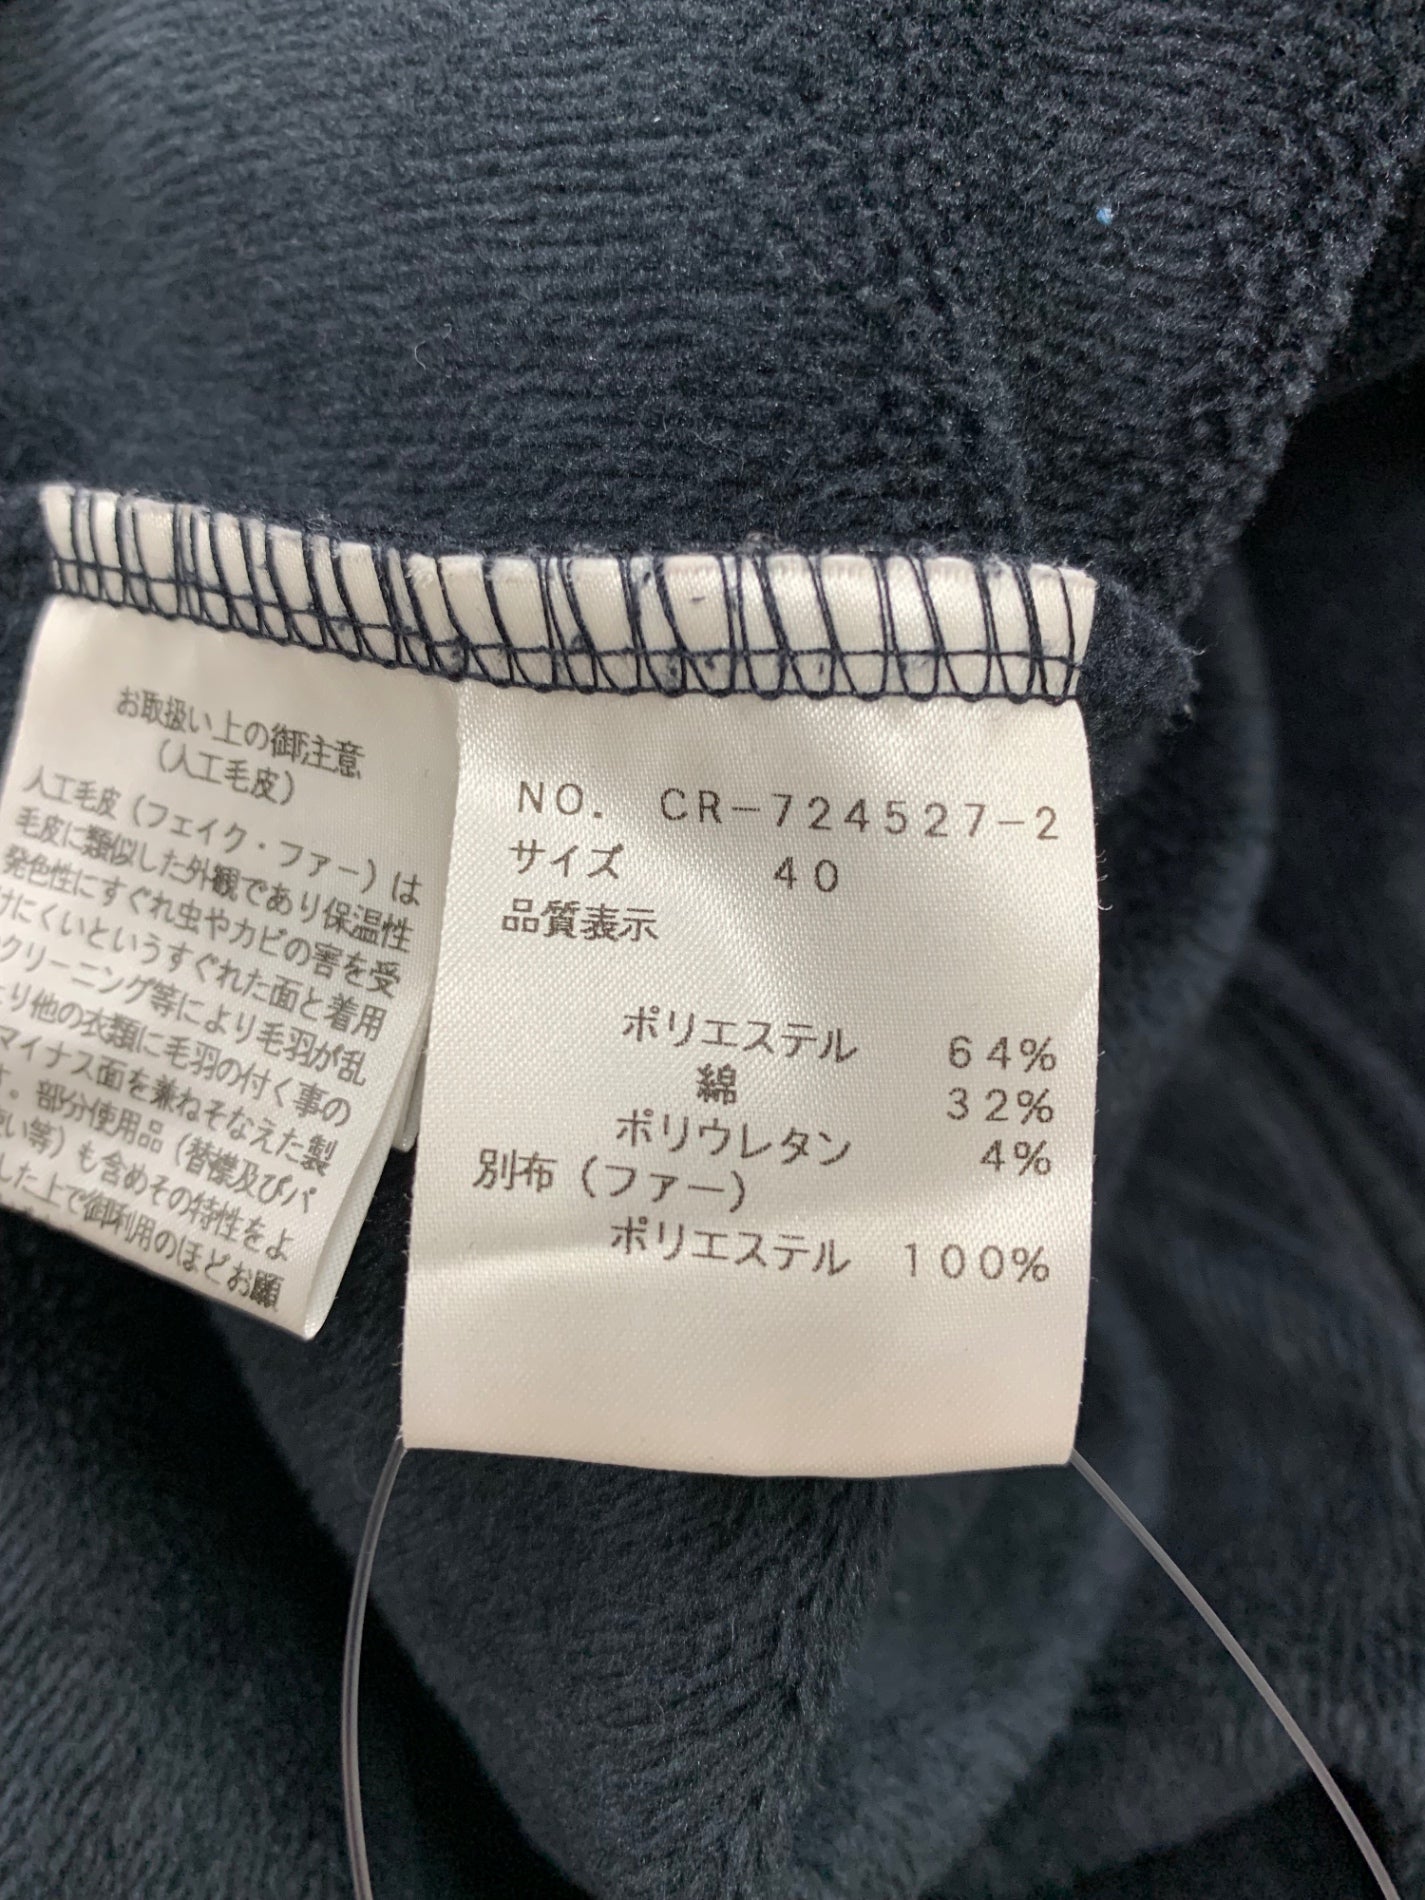 お取扱い上の御注意
(人工毛皮)
人工毛皮(フェイク・ファー)は
毛皮に類似した外観であり保温性
発色性にすぐれ虫やカビの害を受
けにくいというすぐれた面と着用
クリーニング等により毛羽が乱
り他の衣類に毛羽の付く事の
マイナス面を兼ねそなえた製
す。部分使用品(替襟及びパ
い等)も含めその特性をよ
した上で御利用のほどお願
NO. CR-724527-2
サイズ 40
品質表示
ポリエステル 64%
綿 32%
ポリウレタン 4%
別布(ファー)
ポリエステル 100%